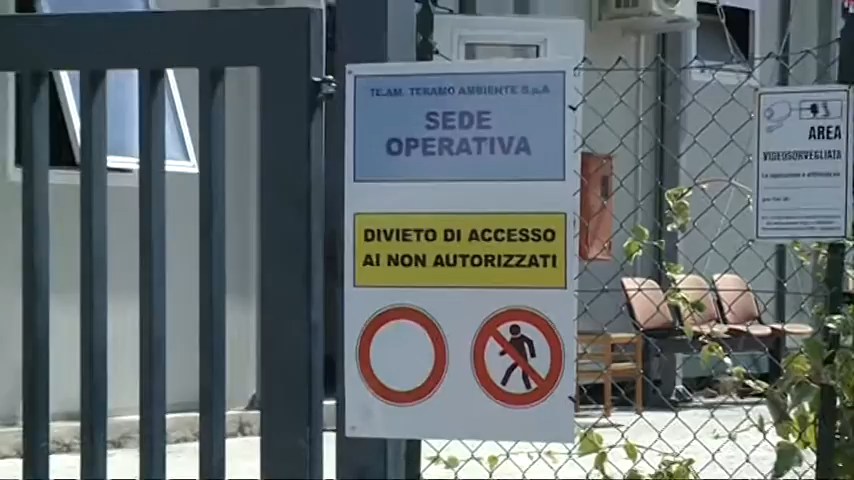 TE.AM. TERAMO AMBIENTE S.p.A
SEDE
OPERATIVA
DIVIETO DI ACCESSO
AI NON AUTORIZZATI
AREA
VIDEOSORVEGLIATA